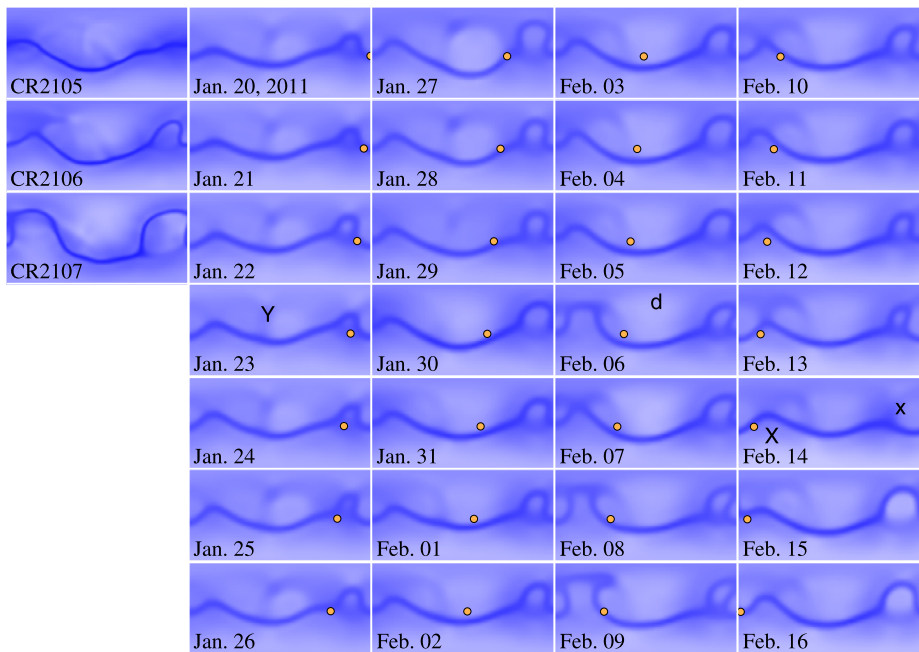 CR2105
Jan. 20, 2011
Jan. 27
Feb. 03
Feb. 10
CR2106
Jan. 21
Jan. 28
Feb. 04
Feb. 11
CR2107
Jan. 22
Jan. 29
Feb. 05
Feb. 12
Y
d
Jan. 23
Jan. 30
Feb. 06
Feb. 13
x
X
Jan. 24
Jan. 31
Feb. 07
Feb. 14
Jan. 25
Feb. 01
Feb. 08
Feb. 15
Jan. 26
Feb. 02
Feb. 09
Feb. 16